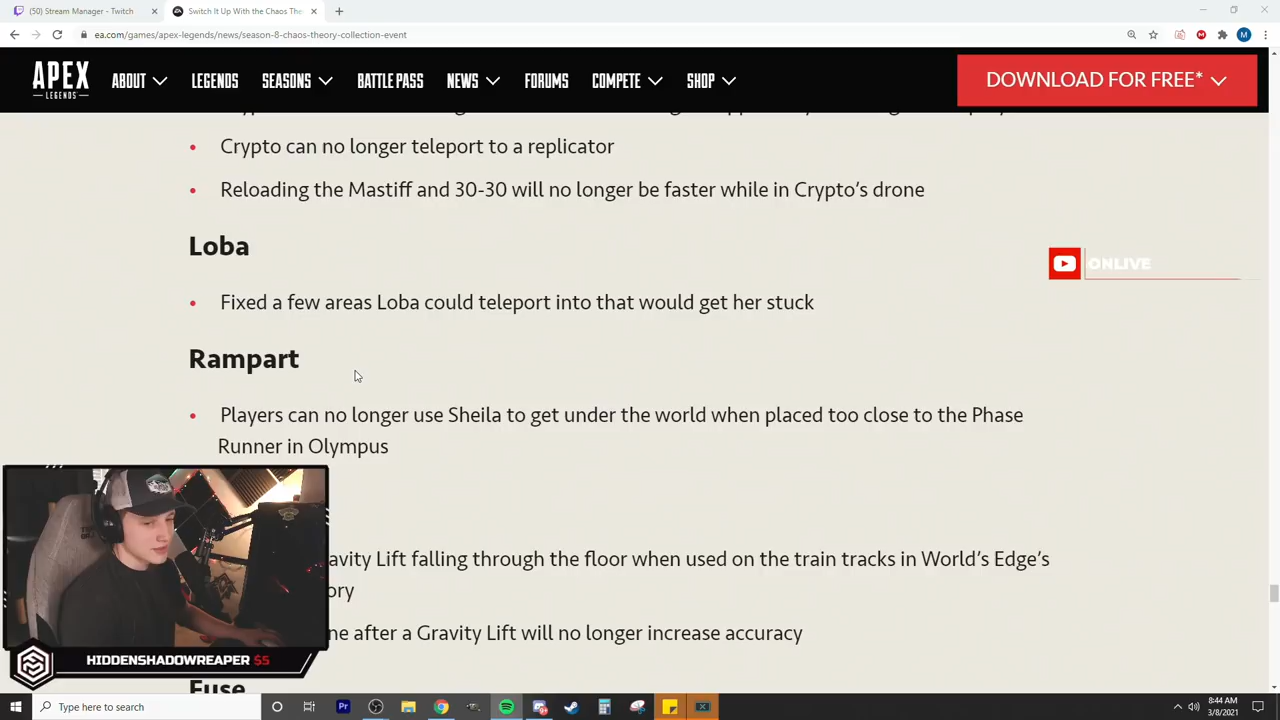 (50) Stream Manager - Twitch
Switch It Up With the Chaos The
ea.com/games/apex-legends/news/season-8-chaos-theory-collection-event
M
APEX
LEGENDS
ABOUT
LEGENDS
SEASONS
BATTLE PASS
NEWS
FORUMS
COMPETE
SHOP
DOWNLOAD FOR FREE*
Crypto can no longer teleport to a replicator
Reloading the Mastiff and 30-30 will no longer be faster while in Crypto's drone
Loba
ONLIVE
Fixed a few areas Loba could teleport into that would get her stuck
Rampart
Players can no longer use Sheila to get under the world when placed too close to the Phase
Runner in Olympus
avity Lift falling through the floor when used on the train tracks in World's Edge's
ory
ne after a Gravity Lift will no longer increase accuracy
HIDDENSHADOWREAPER $5
Fuse
Type here to search
Pr
8:44 AM
3/8/2021